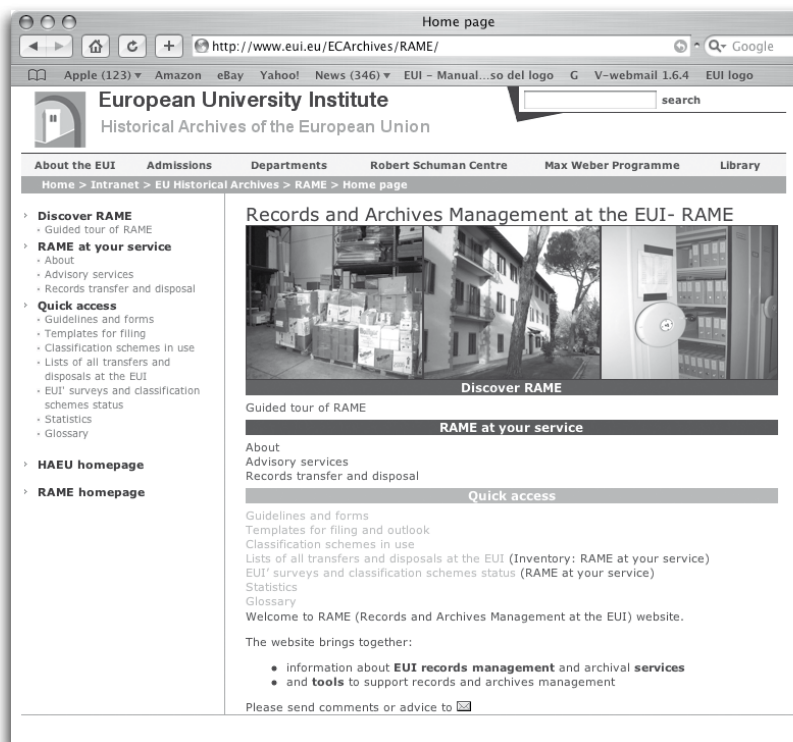 Home page
http://www.eui.eu/ECArchives/RAME/
Google
Apple (123) Amazon eBay Yahoo! News (346) EUI – Manual...so del logo G V-webmail 1.6.4 EUI logo
European University Institute
Historical Archives of the European Union
search
About the EUI Admissions Departments Robert Schuman Centre Max Weber Programme Library
Home > Intranet > EU Historical Archives > RAME > Home page
Discover RAME
Guided tour of RAME
RAME at your service
About
Advisory services
Records transfer and disposal
Quick access
Guidelines and forms
Templates for filing
Classification schemes in use
Lists of all transfers and
disposals at the EUI
EUI' surveys and classification
schemes status
Statistics
Glossary
HAEU homepage
RAME homepage
Records and Archives Management at the EUI- RAME
Discover RAME
Guided tour of RAME
RAME at your service
About
Advisory services
Records transfer and disposal
Quick access
Guidelines and forms
Templates for filing and outlook
Classification schemes in use
Lists of all transfers and disposals at the EUI (Inventory: RAME at your service)
EUI' surveys and classification schemes status (RAME at your service)
Statistics
Glossary
Welcome to RAME (Records and Archives Management at the EUI) website.
The website brings together:
• information about EUI records management and archival services
• and tools to support records and archives management
Please send comments or advice to